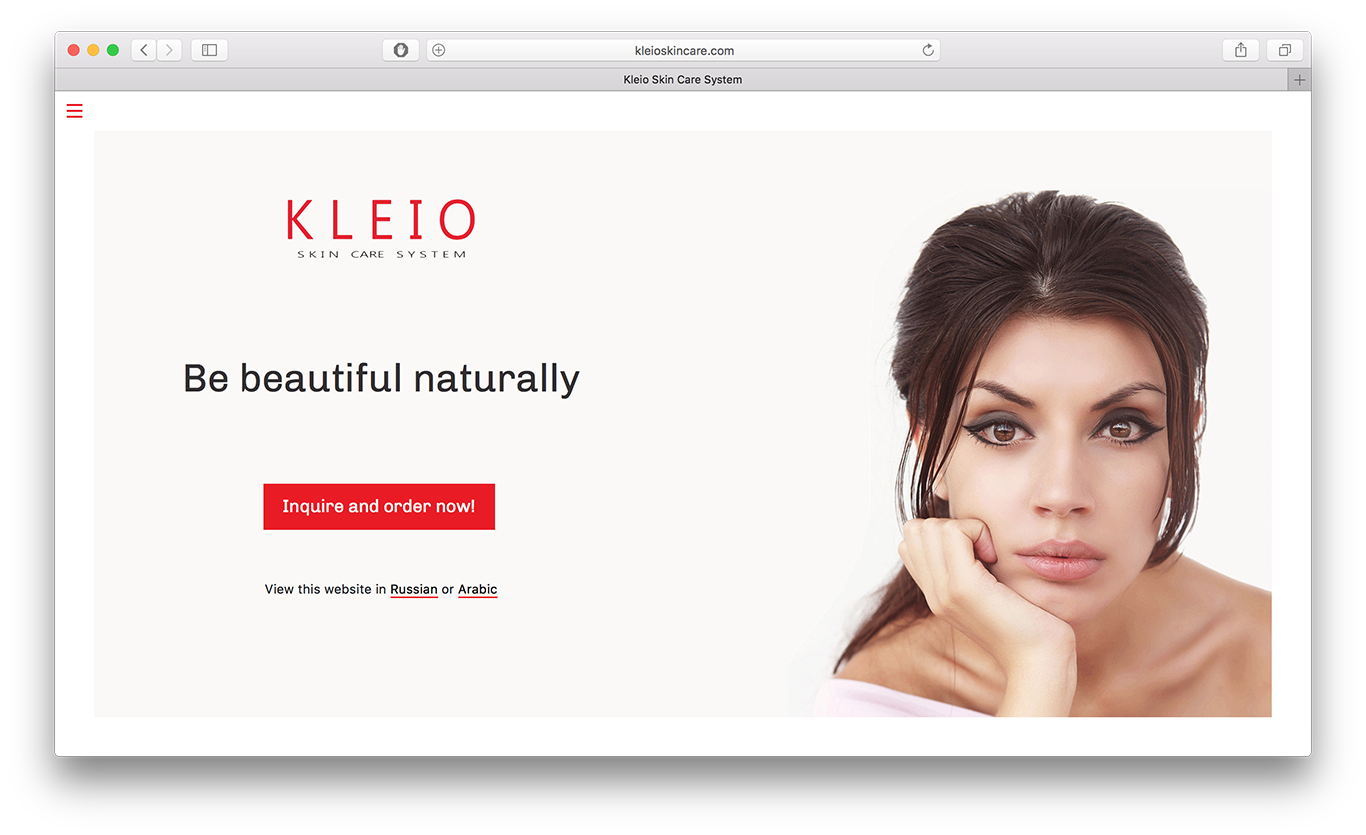 kleioskincare.com
Kleio Skin Care System
KLEIO
SKIN CARE SYSTEM
Be beautiful naturally
Inquire and order now!
View this website in Russian or Arabic